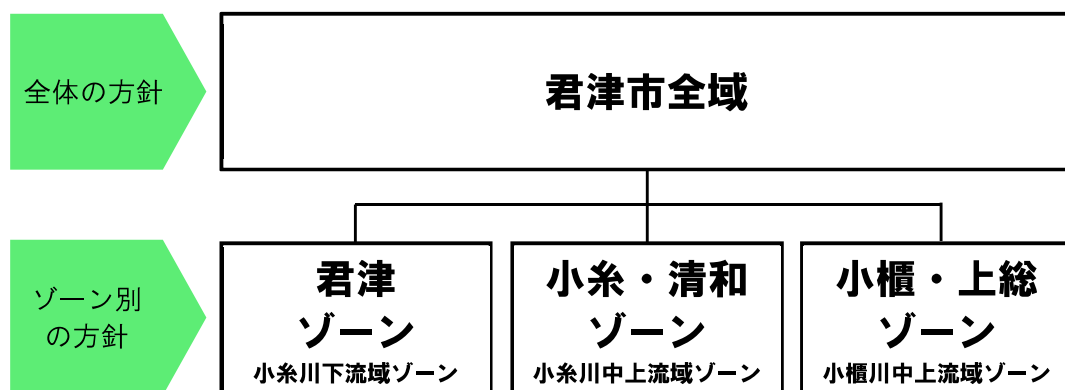 全体の方針
君津市全域
ゾーン別
の方針
君津
ゾーン
小糸川下流域ゾーン
小糸・清和
ゾーン
小糸川中上流域ゾーン
小櫃・上総
ゾーン
小櫃川中上流域ゾーン